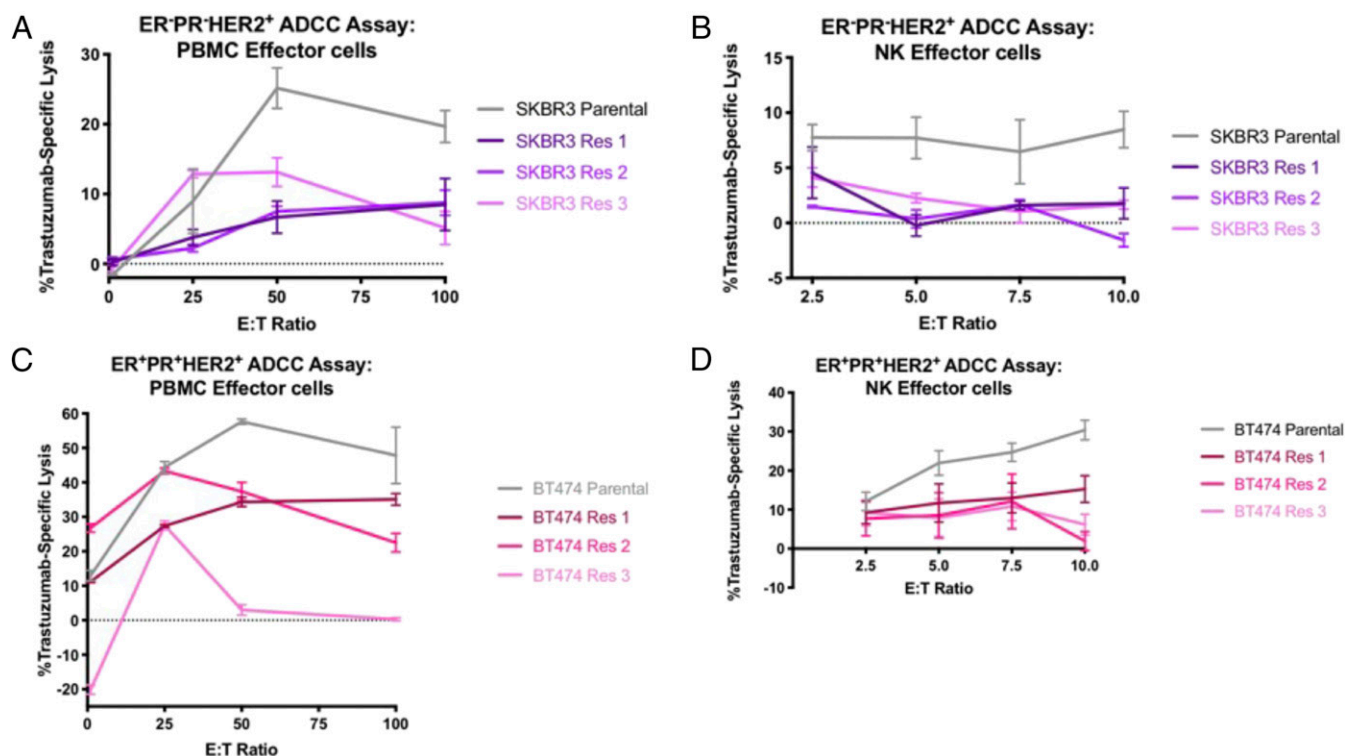 A
ER⁻PR⁻HER2⁺ ADCC Assay:
PBMC Effector cells
%Trastuzumab-Specific Lysis
30
20
10
0
0 25 50 75 100
E:T Ratio
SKBR3 Parental
SKBR3 Res 1
SKBR3 Res 2
SKBR3 Res 3
B
ER⁻PR⁻HER2⁺ ADCC Assay:
NK Effector cells
%Trastuzumab-Specific Lysis
15
10
5
0
-5
2.5 5.0 7.5 10.0
E:T Ratio
SKBR3 Parental
SKBR3 Res 1
SKBR3 Res 2
SKBR3 Res 3
C
ER⁺PR⁺HER2⁺ ADCC Assay:
PBMC Effector cells
%Trastuzumab-Specific Lysis
60
50
40
30
20
10
0
-10
-20
0 25 50 75 100
E:T Ratio
BT474 Parental
BT474 Res 1
BT474 Res 2
BT474 Res 3
D
ER⁺PR⁺HER2⁺ ADCC Assay:
NK Effector cells
%Trastuzumab-Specific Lysis
40
30
20
10
0
-10
2.5 5.0 7.5 10.0
E:T Ratio
BT474 Parental
BT474 Res 1
BT474 Res 2
BT474 Res 3